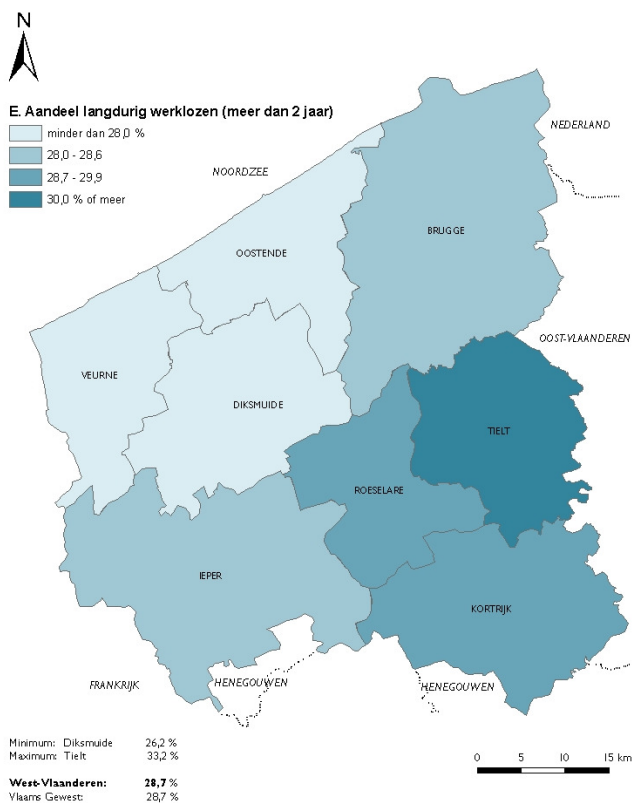 N
E. Aandeel langdurig werklozen (meer dan 2 jaar)
minder dan 28,0 %
28,0 - 28,6
28,7 - 29,9
30,0 % of meer
NEDERLAND
NOORDZEE
BRUGGE
OOSTENDE
OOST-VLAANDEREN
VEURNE
DIKSMUIDE
TIELT
ROESELARE
IEPER
KORTRIJK
FRANKRIJK
HENEGOUWEN
HENEGOUWEN
Minimum: Diksmuide 26,2 %
Maximum: Tielt 33,2 %
West-Vlaanderen: 28,7 %
Vlaams Gewest: 28,7 %
0 5 10 15 km